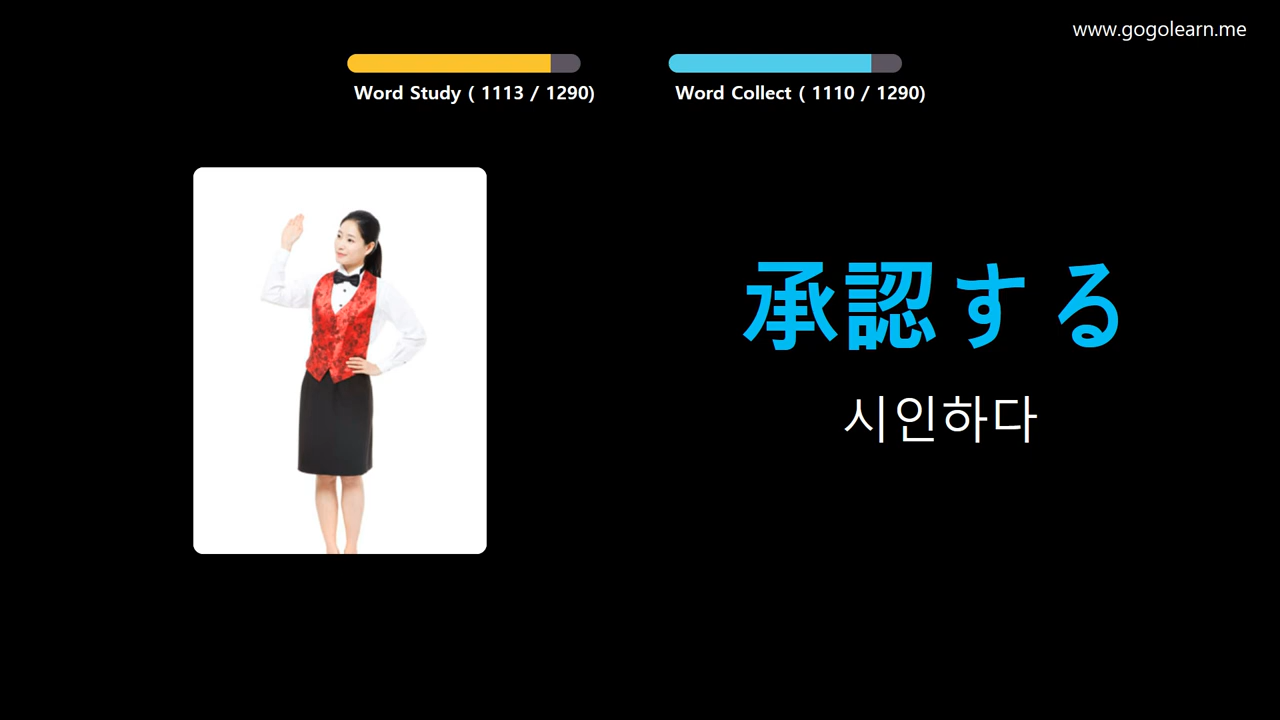 www.gogolearn.me
Word Study ( 1113 / 1290)
Word Collect ( 1110 / 1290)
承認する
시인하다